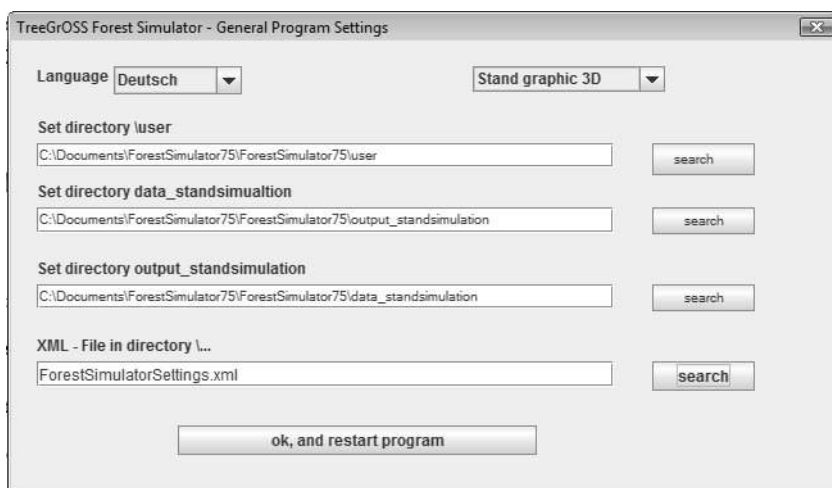 TreeGrOSS Forest Simulator - General Program Settings
Language Deutsch Stand graphic 3D
Set directory \user
C:\Documents\ForestSimulator75\ForestSimulator75\user search
Set directory data_standsimualtion
C:\Documents\ForestSimulator75\ForestSimulator75\output_standsimulation search
Set directory output_standsimulation
C:\Documents\ForestSimulator75\ForestSimulator75\data_standsimulation search
XML - File in directory \...
ForestSimulatorSettings.xml search
ok, and restart program